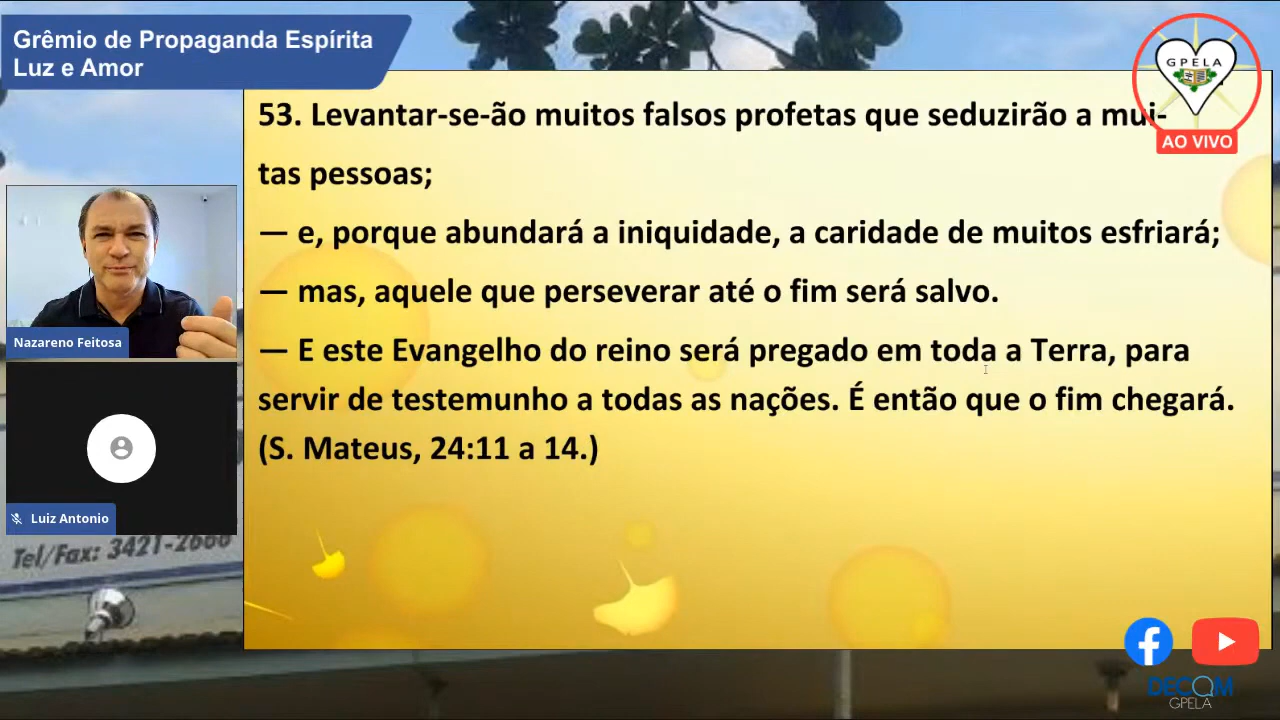 Grêmio de Propaganda Espírita
Luz e Amor
GPELA
AO VIVO
53. Levantar-se-ão muitos falsos profetas que seduzirão a mui-
tas pessoas;
— e, porque abundará a iniquidade, a caridade de muitos esfriará;
— mas, aquele que perseverar até o fim será salvo.
— E este Evangelho do reino será pregado em toda a Terra, para
servir de testemunho a todas as nações. É então que o fim chegará.
(S. Mateus, 24:11 a 14.)
Nazareno Feitosa
Luiz Antonio
Tel/Fax: 3421-2666
DECOM
GPELA